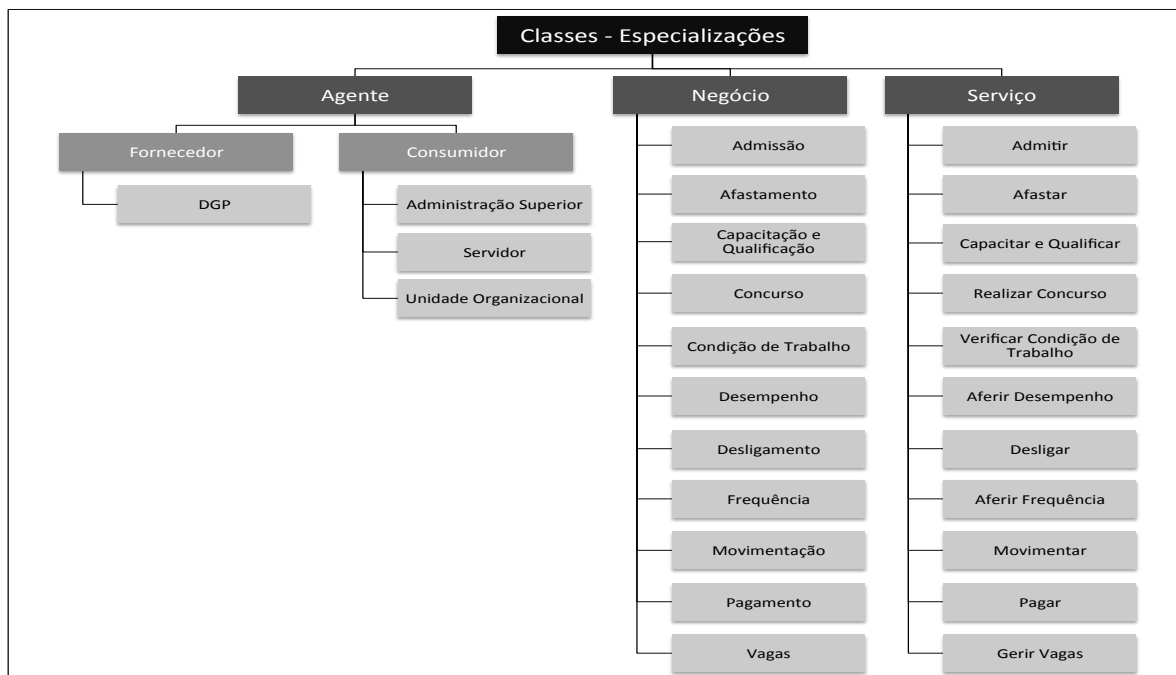 Classes - Especializações
Agente
Negócio
Serviço
Fornecedor
Consumidor
DGP
Administração Superior
Servidor
Unidade Organizacional
Admissão
Afastamento
Capacitação e
Qualificação
Concurso
Condição de Trabalho
Desempenho
Desligamento
Frequência
Movimentação
Pagamento
Vagas
Admitir
Afastar
Capacitar e Qualificar
Realizar Concurso
Verificar Condição de
Trabalho
Aferir Desempenho
Desligar
Aferir Frequência
Movimentar
Pagar
Gerir Vagas